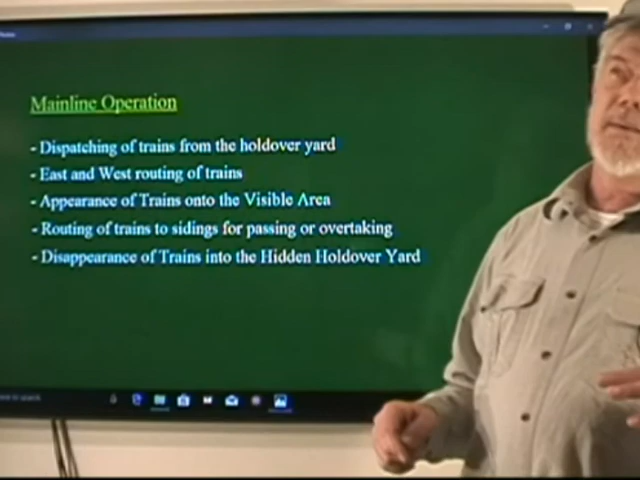 Mainline Operation
- Dispatching of trains from the holdover yard
- East and West routing of trains
- Appearance of Trains onto the Visible Area
- Routing of trains to sidings for passing or overtaking
- Disappearance of Trains into the Hidden Holdover Yard